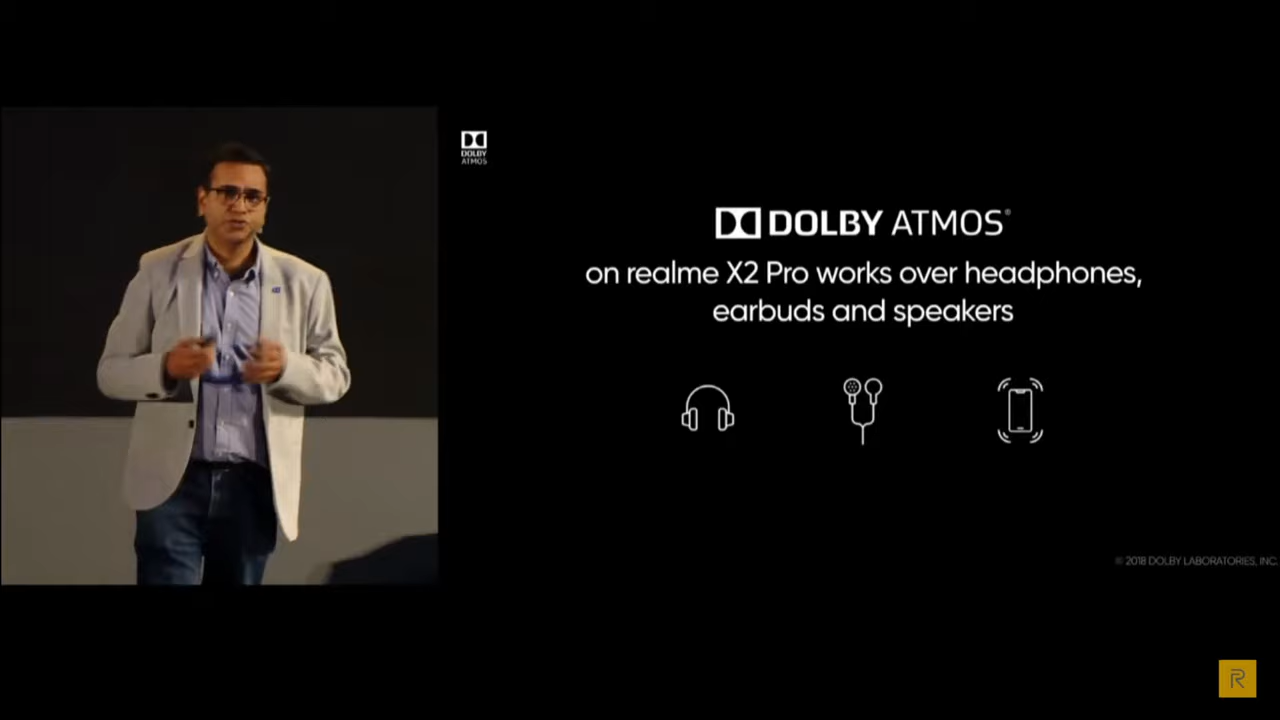 DOLBY
ATMOS
DOLBY ATMOS®
on realme X2 Pro works over headphones,
earbuds and speakers
© 2018 DOLBY LABORATORIES, INC.
R